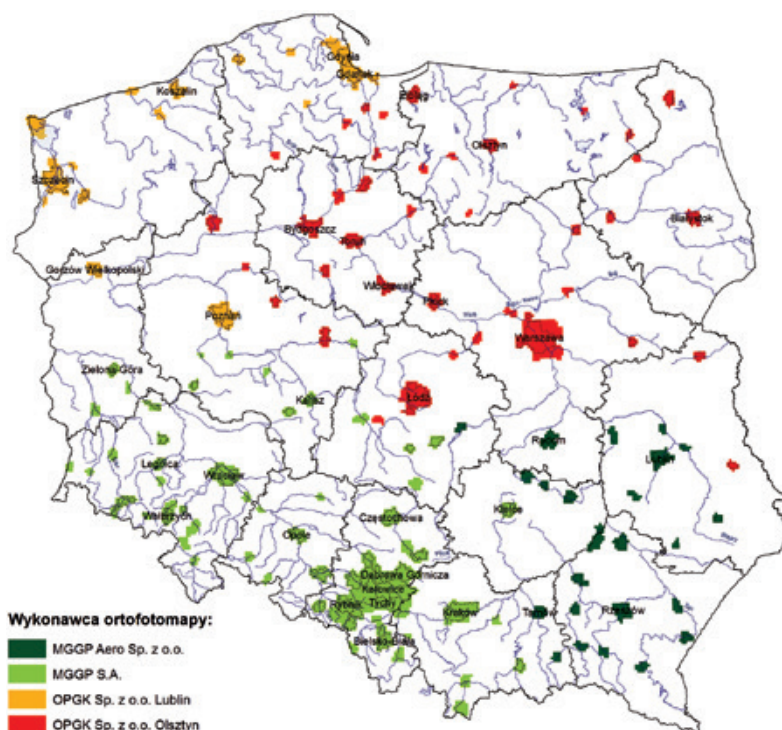 Gdynia
Gdańsk
Koszalin
Elbląg
Olsztyn
Szczecin
Białystok
Bydgoszcz
Toruń
Gorzów Wielkopolski
Włocławek
Płock
Poznań
Warszawa
Zielona Góra
Kalisz
Łódź
Radom
Lublin
Legnica
Wrocław
Wałbrzych
Kielce
Częstochowa
Opole
Dąbrowa Górnicza
Katowice
Rybnik
Tychy
Kraków
Tarnów
Rzeszów
Bielsko-Biała
Wykonawca ortofotomapy:
MGGP Aero Sp. z o.o.
MGGP S.A.
OPGK Sp. z o.o. Lublin
OPGK Sp. z o.o. Olsztyn